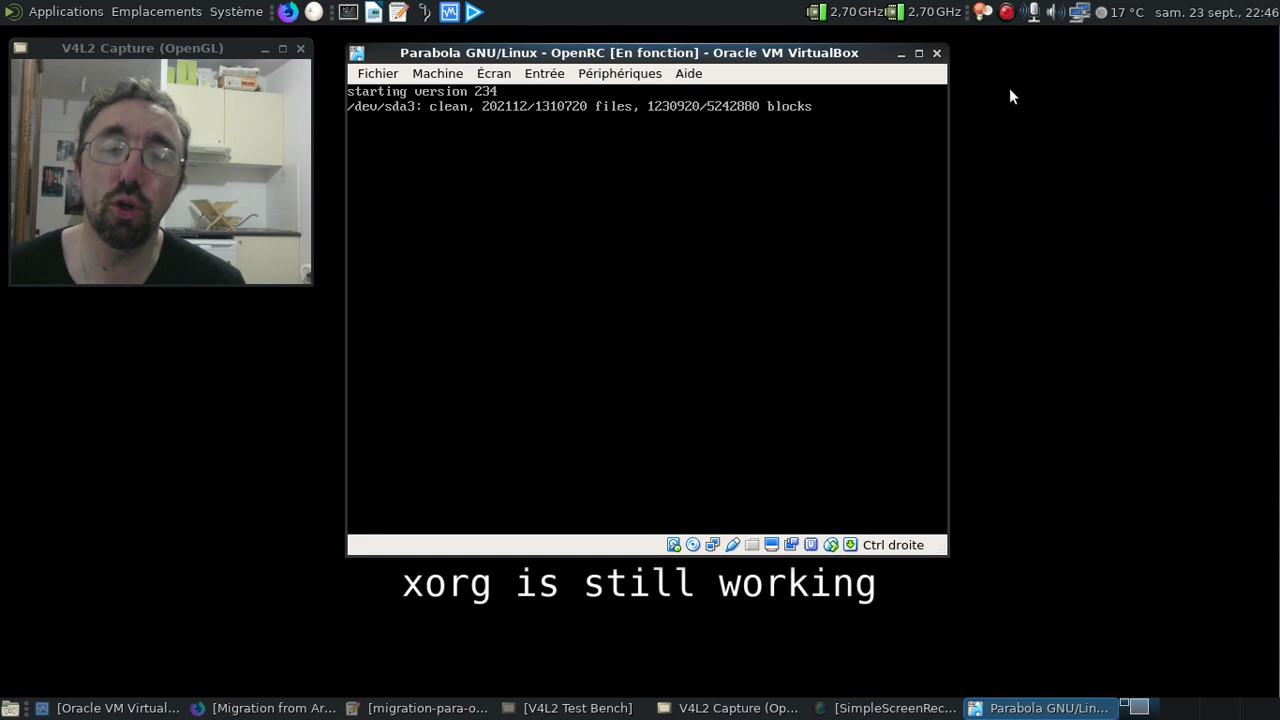 Applications Emplacements Système
2,70 GHz
2,70 GHz
17 °C
sam. 23 sept., 22:46
V4L2 Capture (OpenGL)
Parabola GNU/Linux - OpenRC [En fonction] - Oracle VM VirtualBox
Fichier Machine Écran Entrée Périphériques Aide
starting version 234
/dev/sda3: clean, 202112/1310720 files, 1230920/5242880 blocks
Ctrl droite
xorg is still working
[Oracle VM Virtual...
[Migration from Ar...
[migration-para-o...
[V4L2 Test Bench]
V4L2 Capture (Op...
[SimpleScreenRec...
Parabola GNU/Lin...